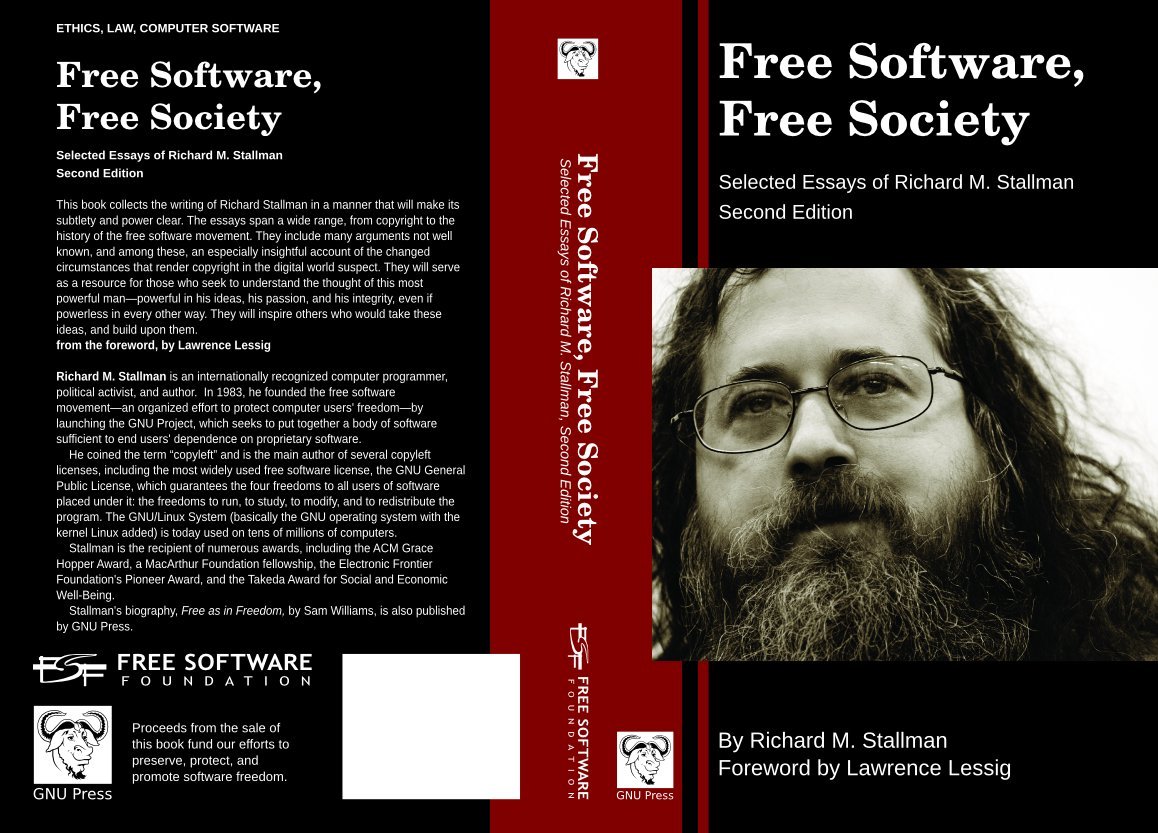 ETHICS, LAW, COMPUTER SOFTWARE
Free Software,
Free Society
Selected Essays of Richard M. Stallman
Second Edition
This book collects the writing of Richard Stallman in a manner that will make its
subtlety and power clear. The essays span a wide range, from copyright to the
history of the free software movement. They include many arguments not well
known, and among these, an especially insightful account of the changed
circumstances that render copyright in the digital world suspect. They will serve
as a resource for those who seek to understand the thought of this most
powerful man—powerful in his ideas, his passion, and his integrity, even if
powerless in every other way. They will inspire others who would take these
ideas, and build upon them.
from the foreword, by Lawrence Lessig
Richard M. Stallman is an internationally recognized computer programmer,
political activist, and author.  In 1983, he founded the free software
movement—an organized effort to protect computer users' freedom—by
launching the GNU Project, which seeks to put together a body of software
sufficient to end users' dependence on proprietary software.
He coined the term “copyleft” and is the main author of several copyleft
licenses, including the most widely used free software license, the GNU General
Public License, which guarantees the four freedoms to all users of software
placed under it: the freedoms to run, to study, to modify, and to redistribute the
program. The GNU/Linux System (basically the GNU operating system with the
kernel Linux added) is today used on tens of millions of computers.
Stallman is the recipient of numerous awards, including the ACM Grace
Hopper Award, a MacArthur Foundation fellowship, the Electronic Frontier
Foundation's Pioneer Award, and the Takeda Award for Social and Economic
Well-Being.
Stallman's biography, Free as in Freedom, by Sam Williams, is also published
by GNU Press.
FSF FREE SOFTWARE
FOUNDATION
Proceeds from the sale of
this book fund our efforts to
preserve, protect, and
promote software freedom.
GNU Press
Free Software, Free Society
Selected Essays of Richard M. Stallman, Second Edition
FSF FREE SOFTWARE
FOUNDATION
GNU Press
Free Software,
Free Society
Selected Essays of Richard M. Stallman
Second Edition
By Richard M. Stallman
Foreword by Lawrence Lessig